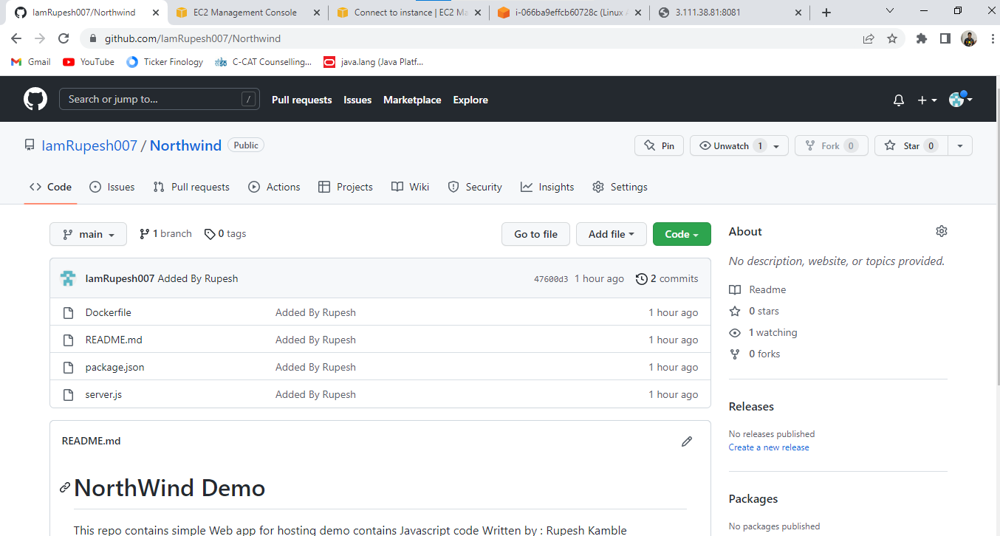 IamRupesh007/Northwind
EC2 Management Console
Connect to instance | EC2 Ma
i-066ba9effcb60728c (Linux
3.111.38.81:8081
github.com/IamRupesh007/Northwind
Gmail
YouTube
Ticker Finology
C-CAT Counselling...
java.lang (Java Platf...
Search or jump to... /
Pull requests Issues Marketplace Explore
IamRupesh007 / Northwind Public
Pin
Unwatch 1
Fork 0
Star 0
<> Code Issues Pull requests Actions Projects Wiki Security Insights Settings
main
1 branch 0 tags
Go to file
Add file
Code
IamRupesh007 Added By Rupesh 47600d3 1 hour ago 2 commits
Dockerfile Added By Rupesh 1 hour ago
README.md Added By Rupesh 1 hour ago
package.json Added By Rupesh 1 hour ago
server.js Added By Rupesh 1 hour ago
README.md
NorthWind Demo
This repo contains simple Web app for hosting demo contains Javascript code Written by : Rupesh Kamble
About
No description, website, or topics provided.
Readme
0 stars
1 watching
0 forks
Releases
No releases published
Create a new release
Packages
No packages published